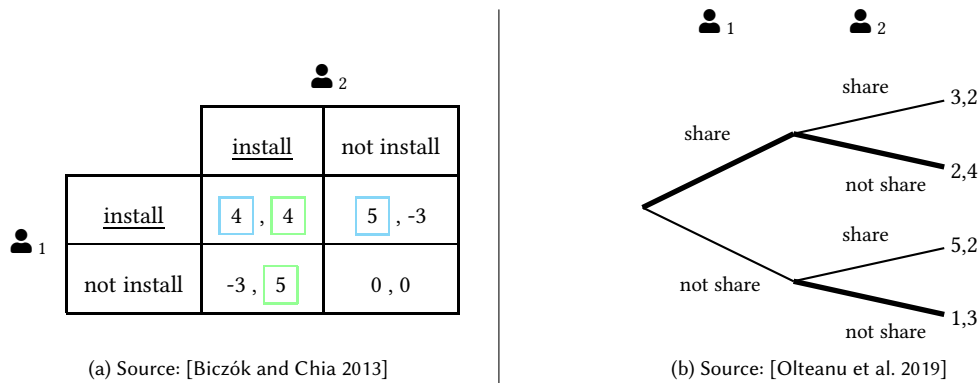 2
install
not install
install
4 , 4
5 , -3
1
not install
-3 , 5
0 , 0
(a) Source: [Biczók and Chia 2013]
1
2
share
3,2
share
not share
2,4
share
5,2
not share
not share
1,3
(b) Source: [Olteanu et al. 2019]